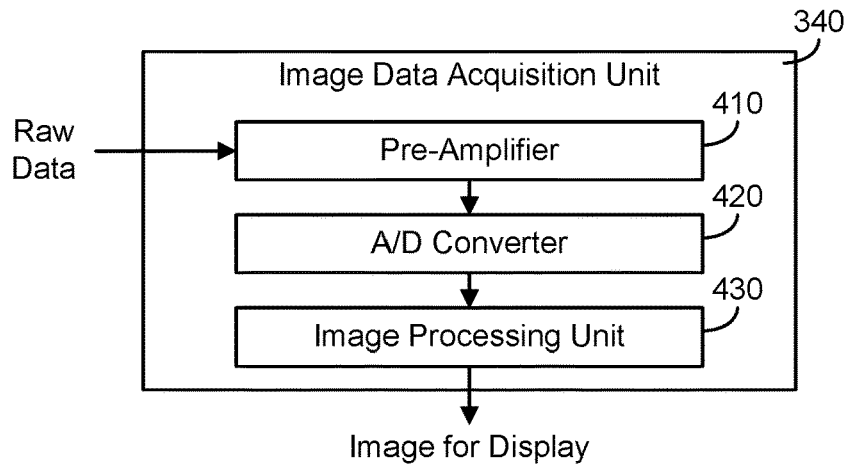 340
Image Data Acquisition Unit
410
Raw
Data
Pre-Amplifier
420
A/D Converter
430
Image Processing Unit
Image for Display